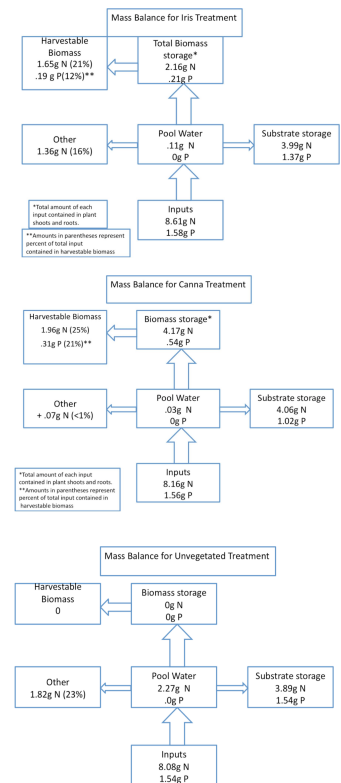 Mass Balance for Iris Treatment
Harvestable
Biomass
1.65g N (21%)
.19 g P(12%)**
Total Biomass
storage*
2.16g N
.21g P
Other
1.36g N (16%)
Pool Water
.11g N
0g P
Substrate storage
3.99g N
1.37g P
*Total amount of each
input contained in plant
shoots and roots.
**Amounts in parentheses represent
percent of total input
contained in harvestable biomass
Inputs
8.61g N
1.58g P
Mass Balance for Canna Treatment
Harvestable Biomass
1.96g N (25%)
.31g P (21%)**
Biomass storage*
4.17g N
.54g P
Other
+ .07g N (<1%)
Pool Water
.03g N
0g P
Substrate storage
4.06g N
1.02g P
*Total amount of each input
contained in plant shoots and roots.
**Amounts in parentheses represent
percent of total input contained in
harvestable biomass
Inputs
8.16g N
1.56g P
Mass Balance for Unvegetated Treatment
Harvestable
Biomass
0
Biomass storage
0g N
0g P
Other
1.82g N (23%)
Pool Water
2.27g N
.0g P
Substrate storage
3.89g N
1.54g P
Inputs
8.08g N
1.54g P